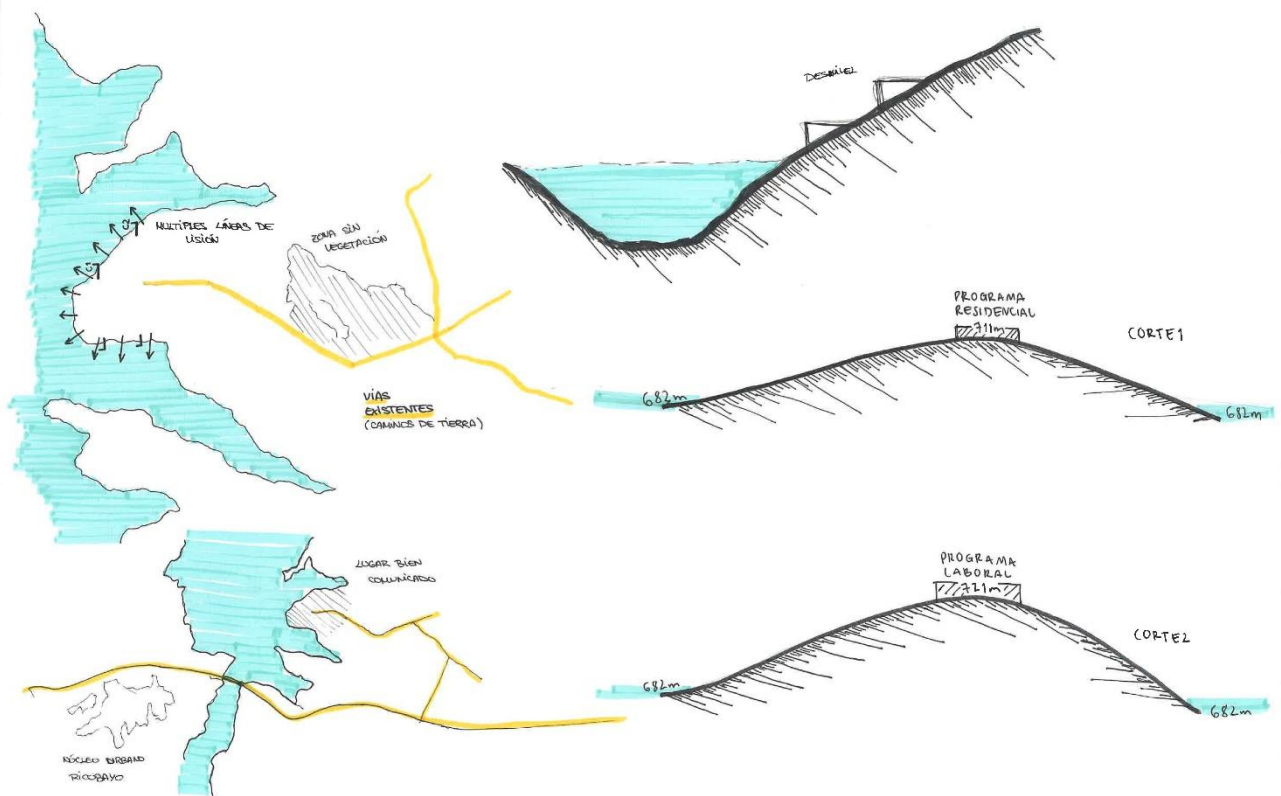 DESNIVEL
MULTIPLES LÍNEAS DE
VISIÓN
ZONA SIN
VEGETACIÓN
VÍAS
EXISTENTES
(CAMINOS DE TIERRA)
PROGRAMA
RESIDENCIAL
711m
CORTE1
682m
682m
LUGAR BIEN
COMUNICADO
NÚCLEO URBANO
RICOBAYO
PROGRAMA
LABORAL
721m
CORTE2
682m
682m